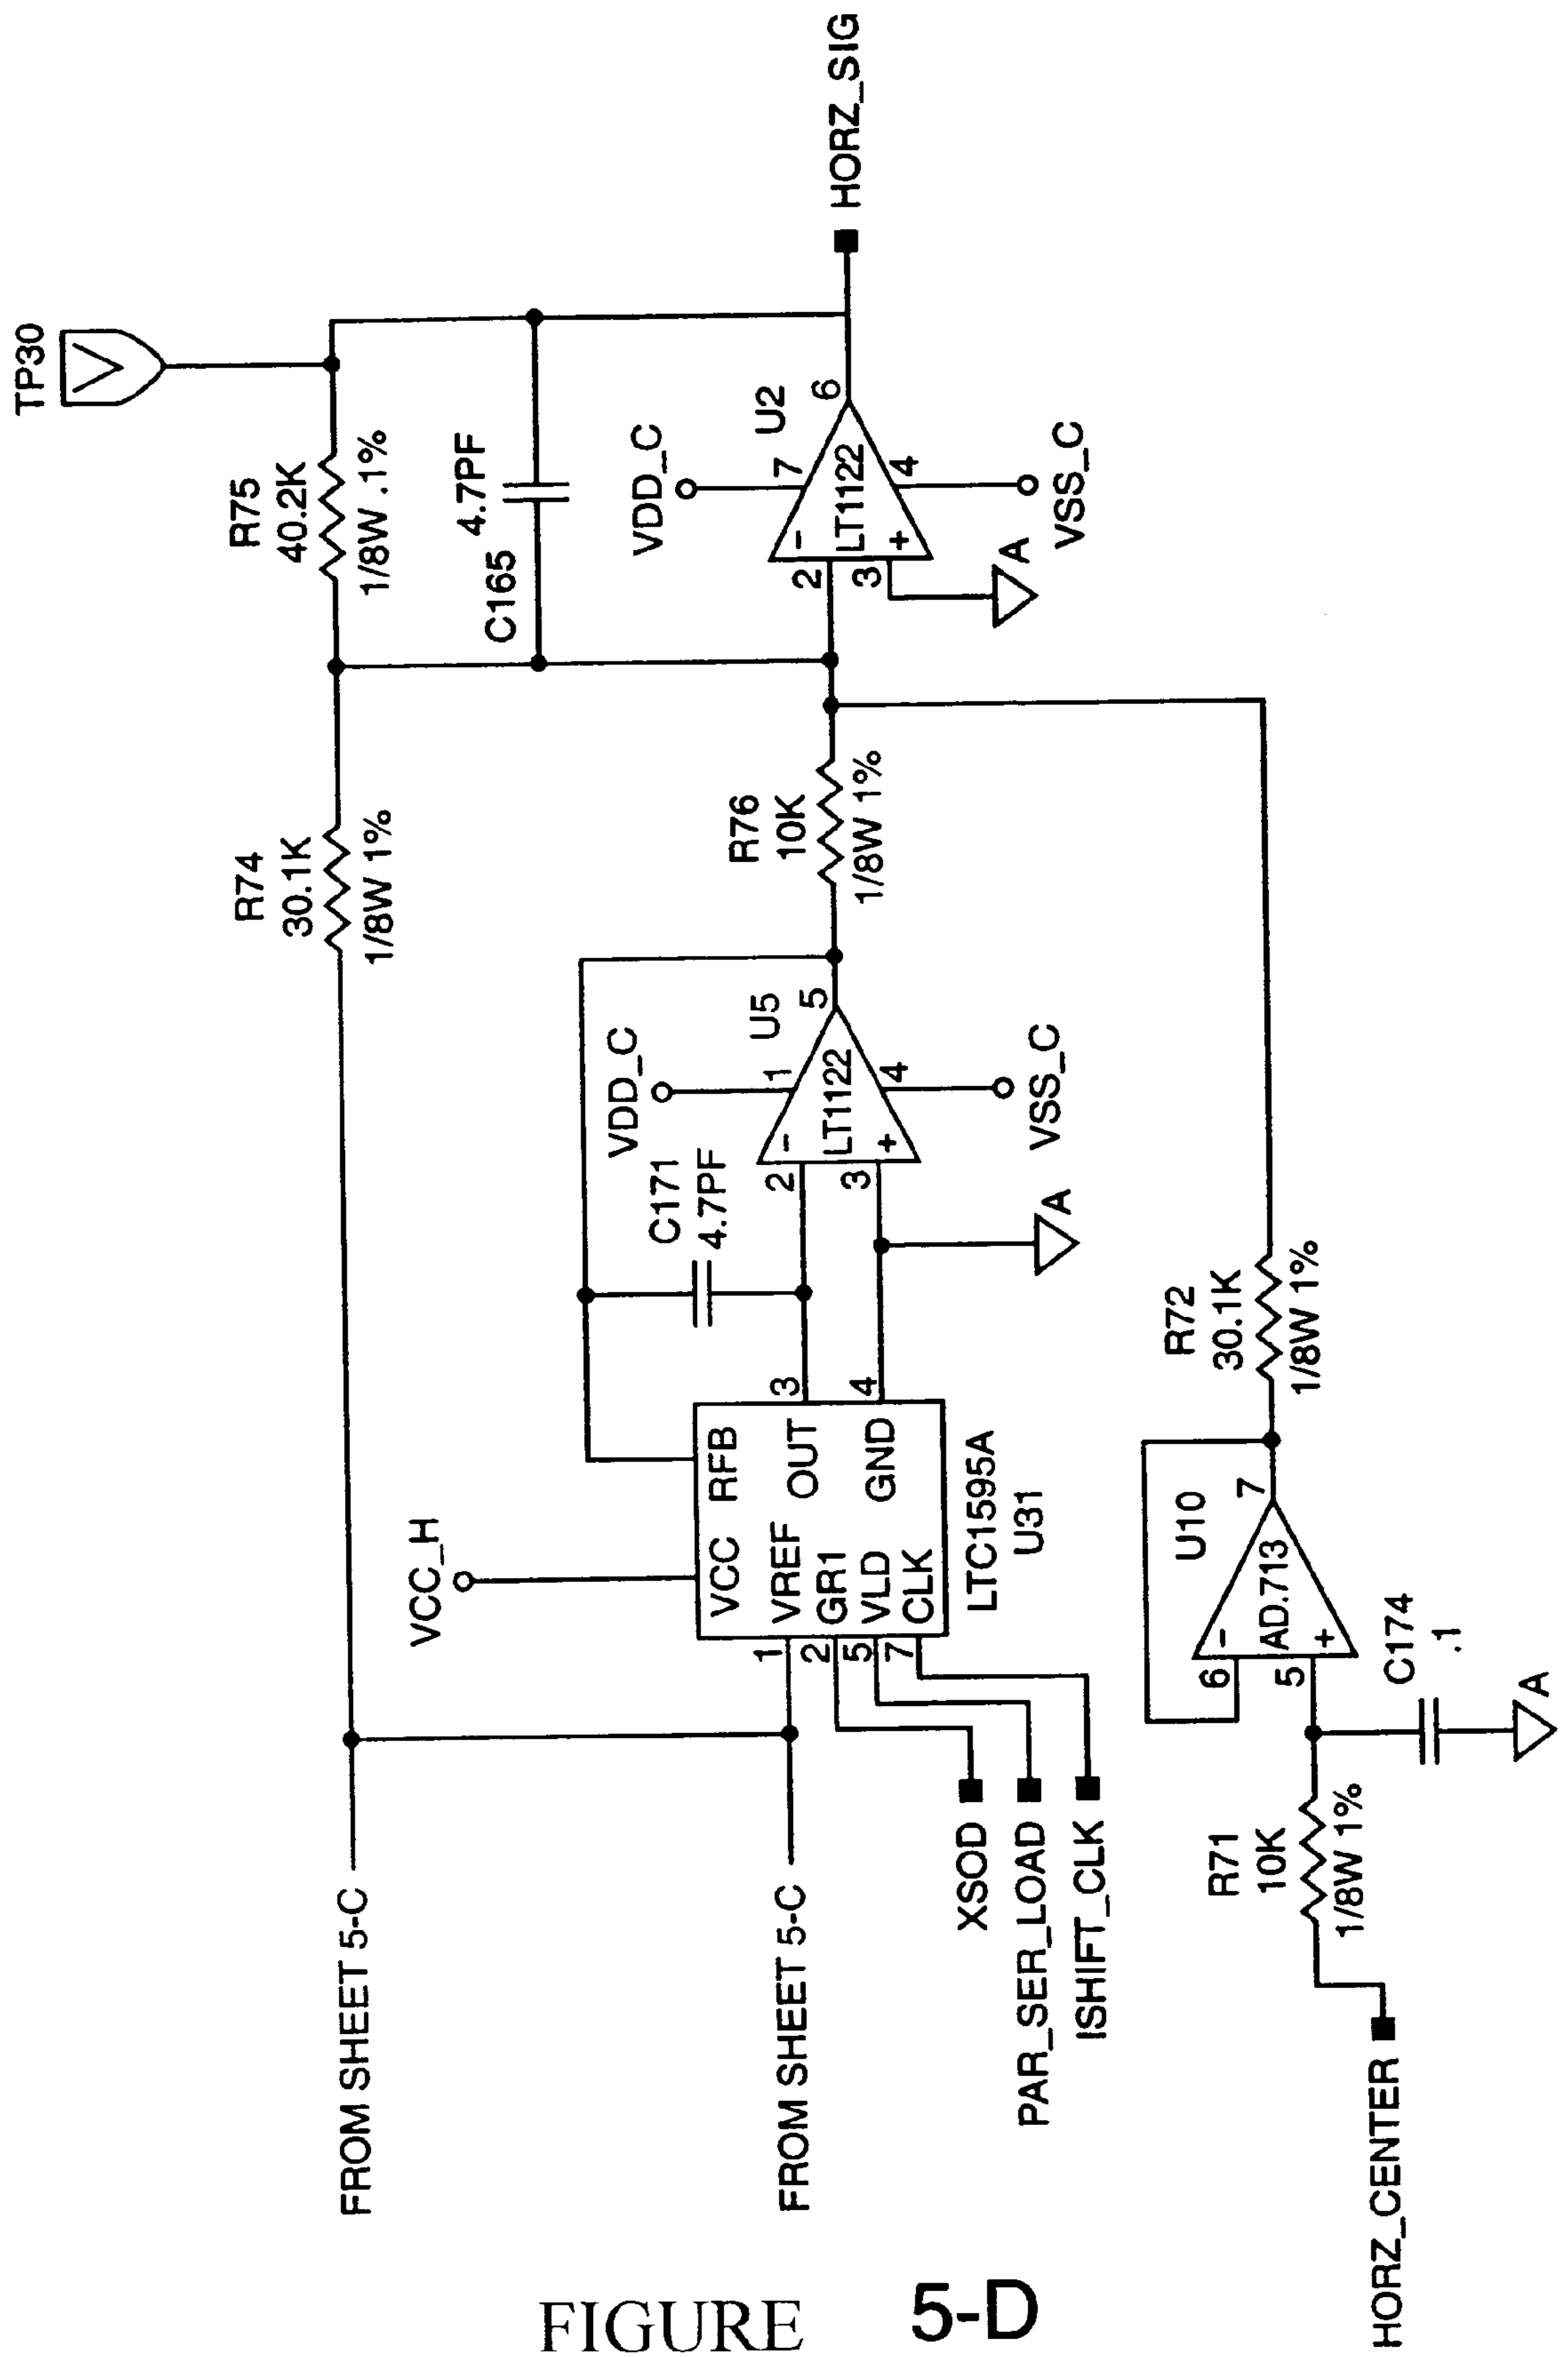 TP30
R75
40.2K
1/8W .1%
R74
30.1K
1/8W 1%
C165
4.7PF
VDD_C
U2
7
2
-
LT1122
6
3
+
4
VSS_C
A
HORZ_SIG
R76
10K
1/8W 1%
VDD_C
U5
C171
4.7PF
1
2
-
LT1122
5
3
+
4
VSS_C
A
FROM SHEET 5-C
FROM SHEET 5-C
VCC_H
VCC
RFB
1
VREF
OUT
3
2
GR1
5
VLD
GND
4
7
CLK
LTC1595A
U31
XSOD
PAR_SER_LOAD
ISHIFT_CLK
R72
30.1K
1/8W 1%
U10
6
-
AD.713
7
5
+
R71
10K
1/8W 1%
C174
.1
A
HORZ_CENTER
FIGURE 5-D